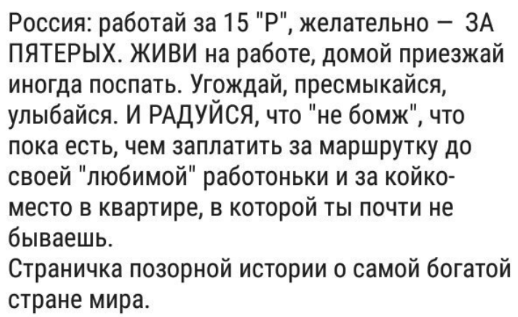 Россия: работай за 15 "Р", желательно — ЗА
ПЯТЕРЫХ. ЖИВИ на работе, домой приезжай
иногда поспать. Угождай, пресмыкайся,
улыбайся. И РАДУЙСЯ, что "не бомж", что
пока есть, чем заплатить за маршрутку до
своей "любимой" работоньки и за койко-
место в квартире, в которой ты почти не
бываешь.
Страничка позорной истории о самой богатой
стране мира.